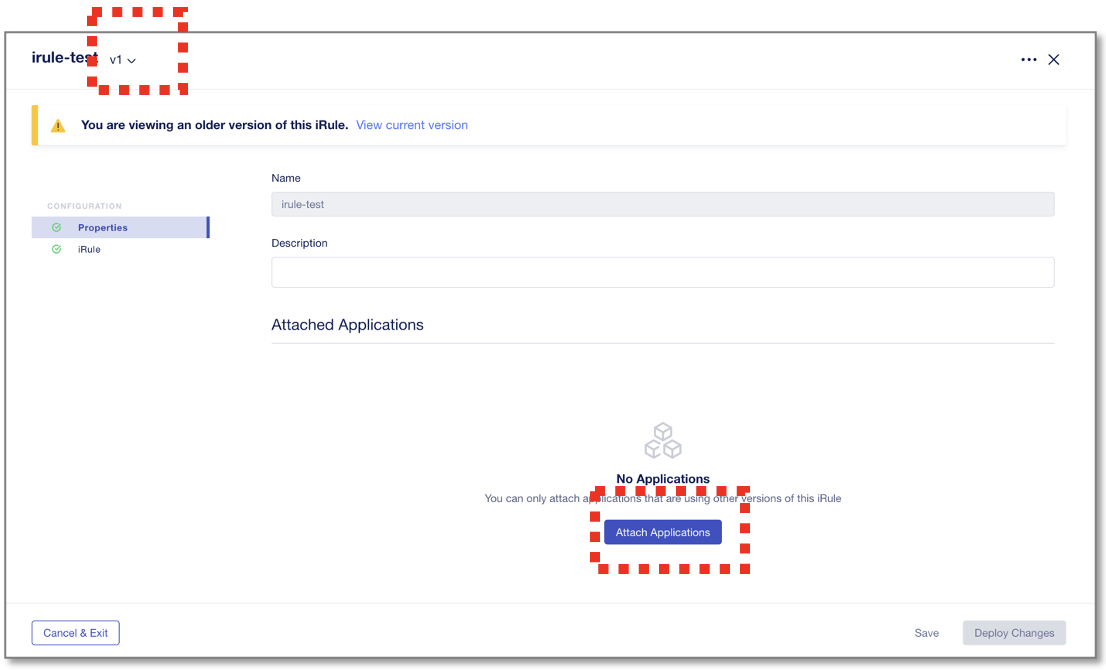 irule-test v1
You are viewing an older version of this iRule. View current version
Name
irule-test
CONFIGURATION
Properties
iRule
Description
Attached Applications
No Applications
You can only attach applications that are using other versions of this iRule
Attach Applications
Cancel & Exit
Save
Deploy Changes